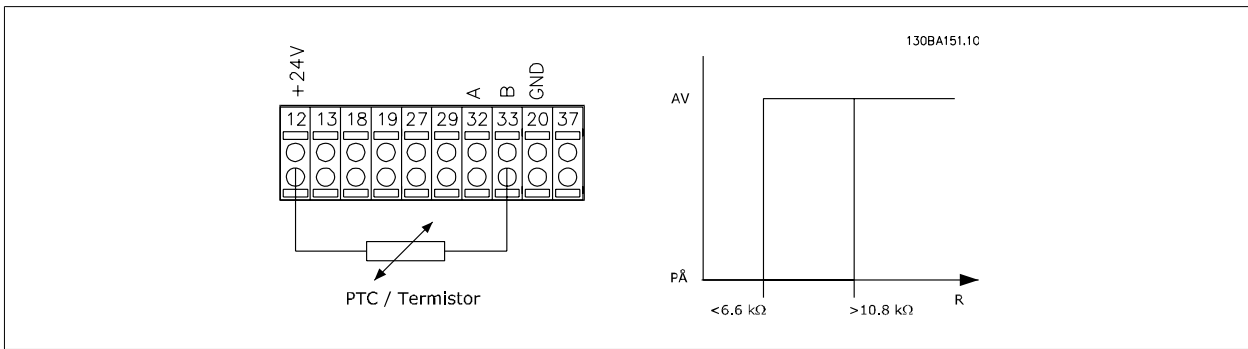 130BA151.10
+24V
A
B
GND
12 13 18 19 27 29 32 33 20 37
PTC / Termistor
AV
PÅ
<6.6 kΩ
>10.8 kΩ
R